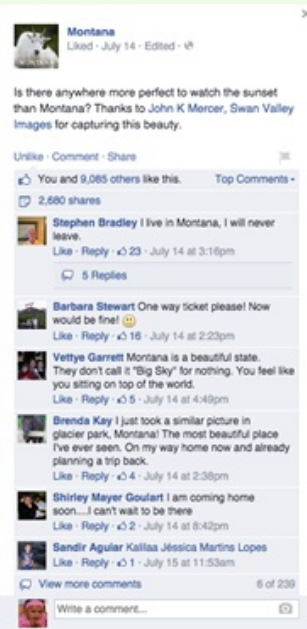 Montana
Liked · July 14 · Edited ·
Is there anywhere more perfect to watch the sunset
than Montana? Thanks to John K Mercer, Swan Valley
Images for capturing this beauty.
Unlike · Comment · Share
You and 9,085 others like this. Top Comments
2,680 shares
Stephen Bradley I live in Montana, I will never
leave.
Like · Reply · 23 · July 14 at 3:16pm
5 Replies
Barbara Stewart One way ticket please! Now
would be fine!
Like · Reply · 16 · July 14 at 2:23pm
Vettye Garrett Montana is a beautiful state.
They don't call it "Big Sky" for nothing. You feel like
you sitting on top of the world.
Like · Reply · 5 · July 14 at 4:49pm
Brenda Kay I just took a similar picture in
glacier park, Montana! The most beautiful place
I've ever seen. On my way home now and already
planning a trip back.
Like · Reply · 4 · July 14 at 2:38pm
Shirley Mayer Goulart I am coming home
soon....I can't wait to be there
Like · Reply · 2 · July 14 at 8:42pm
Sandir Aguiar Kalilaa Jéssica Martins Lopes
Like · Reply · 1 · July 15 at 11:53am
View more comments 6 of 239
Write a comment...